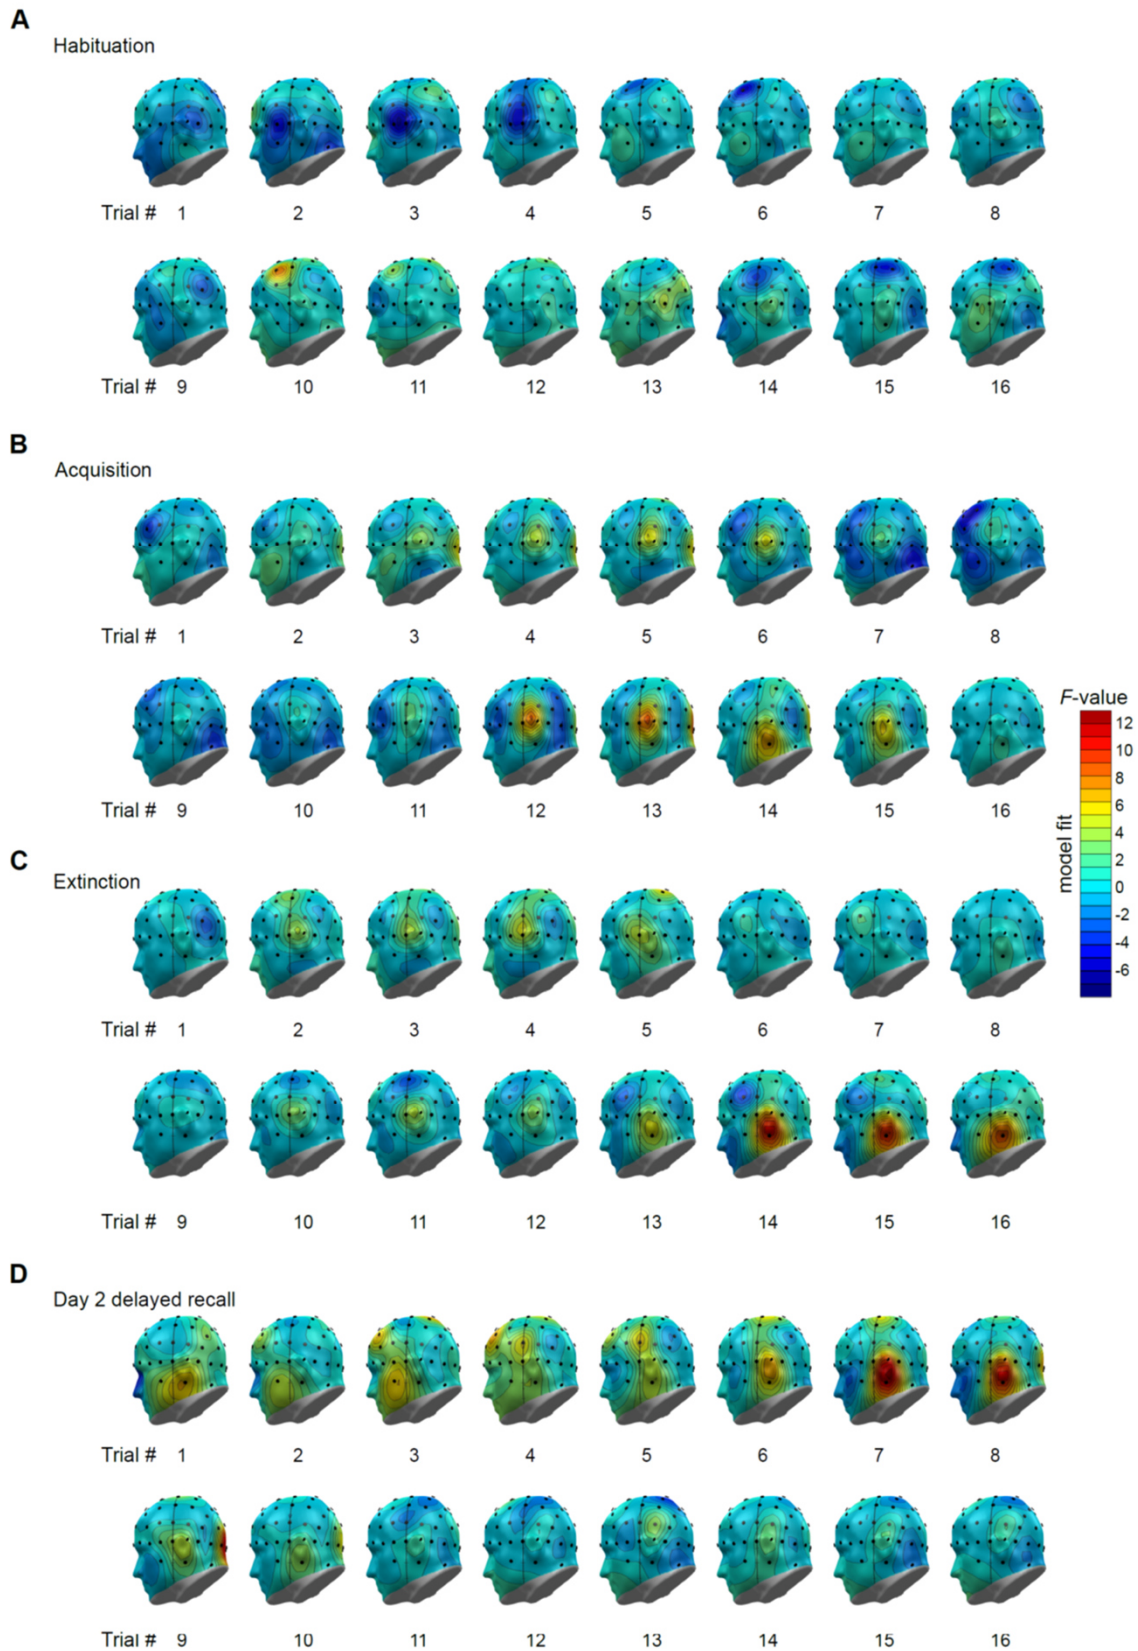 A
Habituation
Trial # 1 2 3 4 5 6 7 8
Trial # 9 10 11 12 13 14 15 16
B
Acquisition
Trial # 1 2 3 4 5 6 7 8
Trial # 9 10 11 12 13 14 15 16
F-value
12
10
8
6
4
2
0
-2
-4
-6
model fit
C
Extinction
Trial # 1 2 3 4 5 6 7 8
Trial # 9 10 11 12 13 14 15 16
D
Day 2 delayed recall
Trial # 1 2 3 4 5 6 7 8
Trial # 9 10 11 12 13 14 15 16